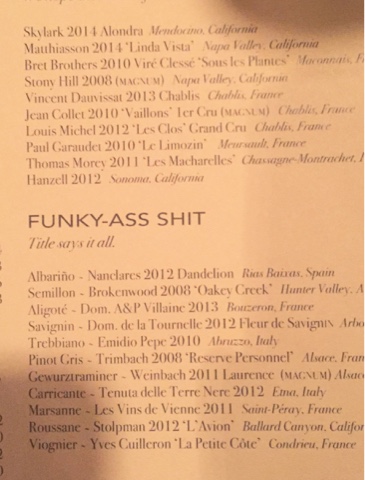 Skylark 2014 Alondra Mendocino, California
Matthiasson 2014 'Linda Vista' Napa Valley, California
Bret Brothers 2010 Viré Clessé 'Sous les Plantes' Maconnais,
Stony Hill 2008 (MAGNUM) Napa Valley, California
Vincent Dauvissat 2013 Chablis Chablis, France
Jean Collet 2010 'Vaillons' 1er Cru (MAGNUM) Chablis, France
Louis Michel 2012 'Les Clos' Grand Cru Chablis, France
Paul Garaudet 2010 'Le Limozin' Meursault, France
Thomas Morey 2011 'Les Macharelles' Chassagne-Montrachet,
Hanzell 2012 Sonoma, California
FUNKY-ASS SHIT
Title says it all.
Albariño - Nanclares 2012 Dandelion Rias Baixas, Spain
Semillon - Brokenwood 2008 'Oakey Creek' Hunter Valley, A
Aligoté - Dom. A&P Villaine 2013 Bouzeron, France
Savignin - Dom. de la Tournelle 2012 Fleur de Savignin Arbo
Trebbiano - Emidio Pepe 2010 Abruzzo, Italy
Pinot Gris - Trimbach 2008 'Reserve Personnel' Alsace, Fran
Gewurztraminer - Weinbach 2011 Laurence (MAGNUM) Alsac
Carricante - Tenuta delle Terre Nere 2012 Etna, Italy
Marsanne - Les Vins de Vienne 2011 Saint-Péray, France
Roussane - Stolpman 2012 'L'Avion' Ballard Canyon, Califor
Viognier - Yves Cuilleron 'La Petite Côte' Condrieu, France